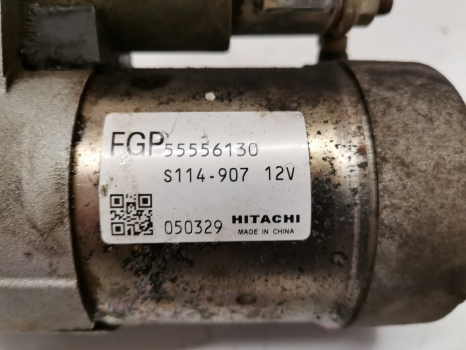 FGP 55556130
S114-907 12V
050329 HITACHI
MADE IN CHINA